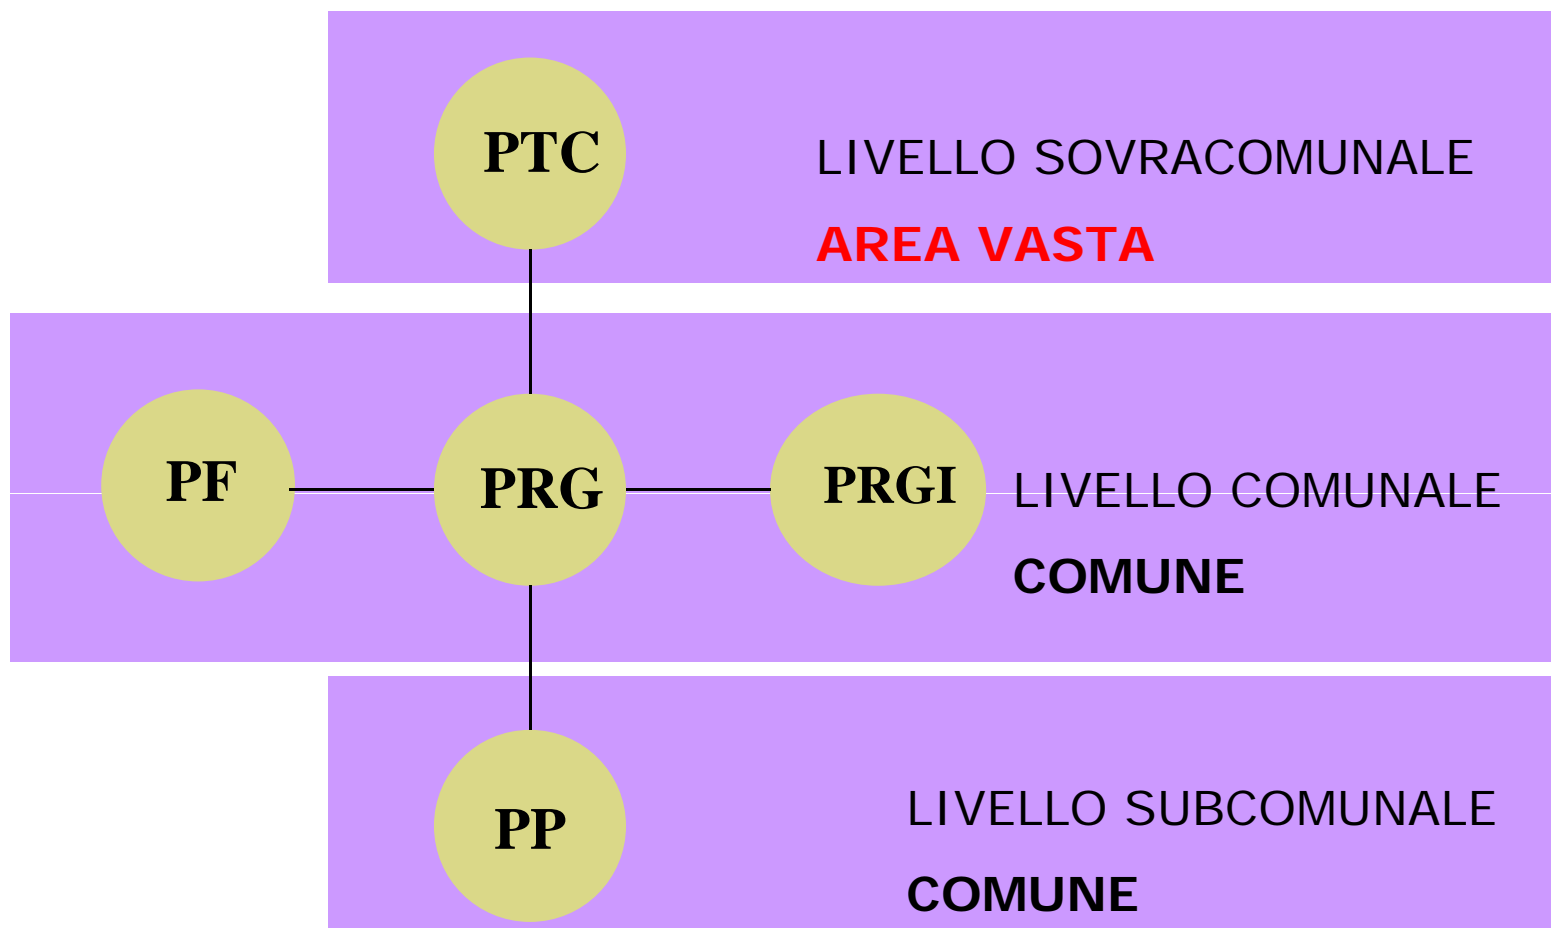 PTC
LIVELLO SOVRACOMUNALE
AREA VASTA
PF
PRG
PRGI
LIVELLO COMUNALE
COMUNE
PP
LIVELLO SUBCOMUNALE
COMUNE